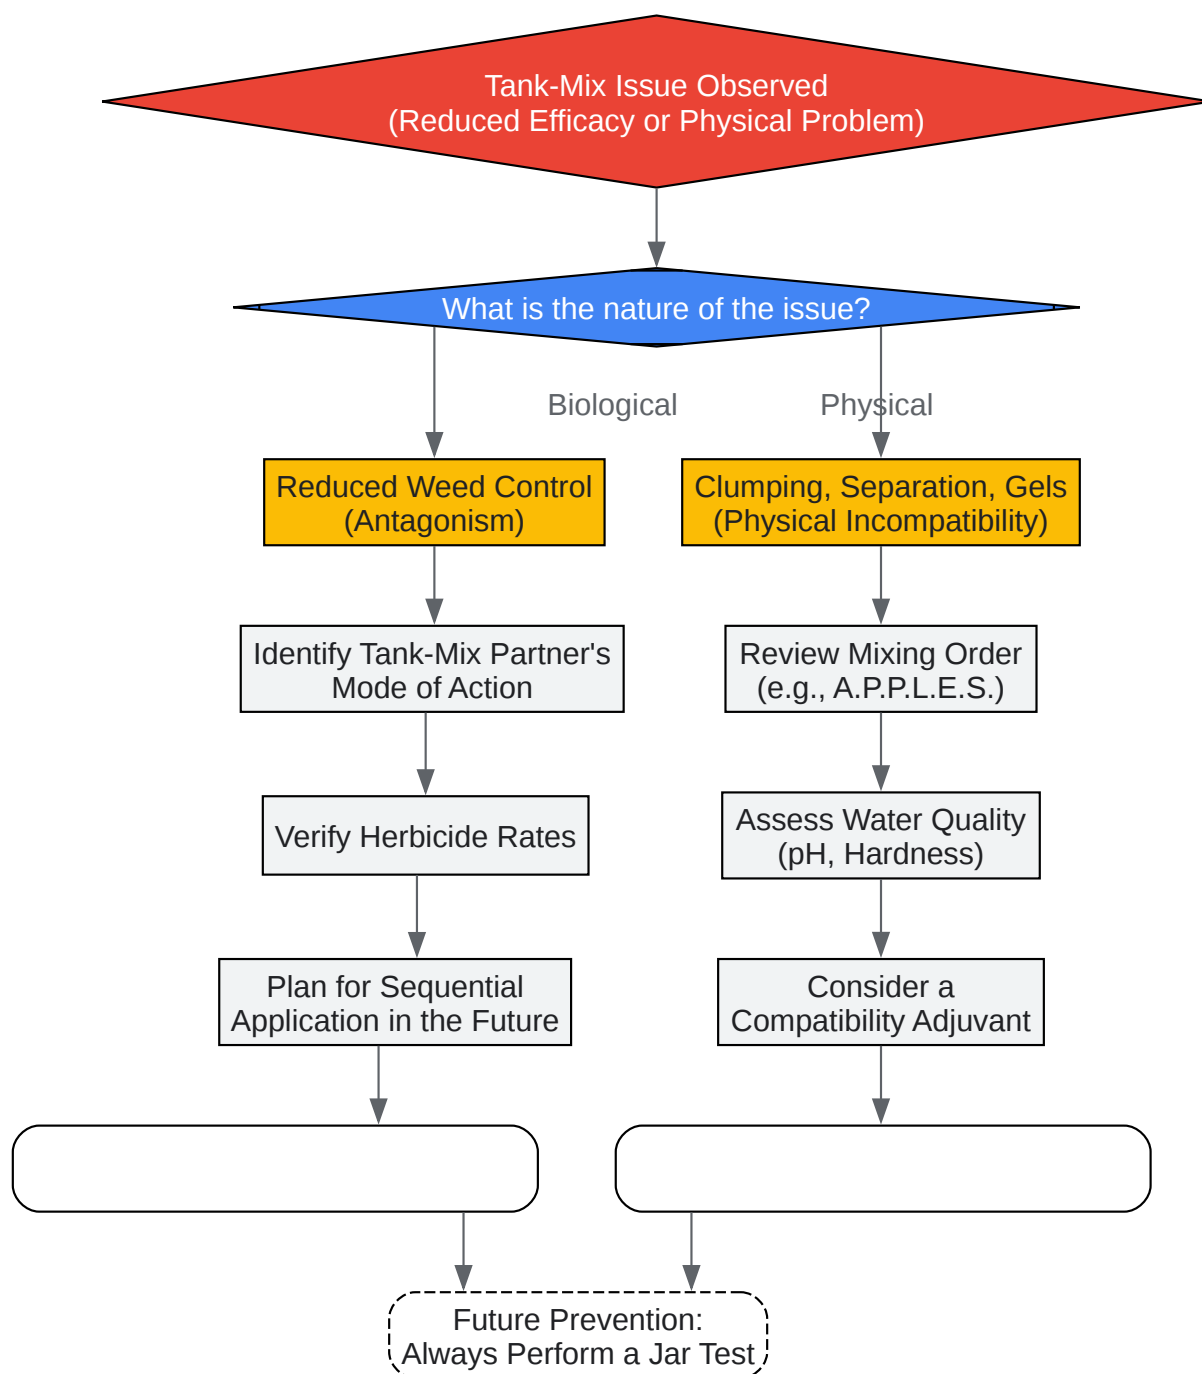 Tank-Mix Issue Observed
(Reduced Efficacy or Physical Problem)
What is the nature of the issue?
Biological
Physical
Reduced Weed Control
(Antagonism)
Clumping, Separation, Gels
(Physical Incompatibility)
Identify Tank-Mix Partner's
Mode of Action
Review Mixing Order
(e.g., A.P.P.L.E.S.)
Verify Herbicide Rates
Assess Water Quality
(pH, Hardness)
Plan for Sequential
Application in the Future
Consider a
Compatibility Adjuvant
Future Prevention:
Always Perform a Jar Test